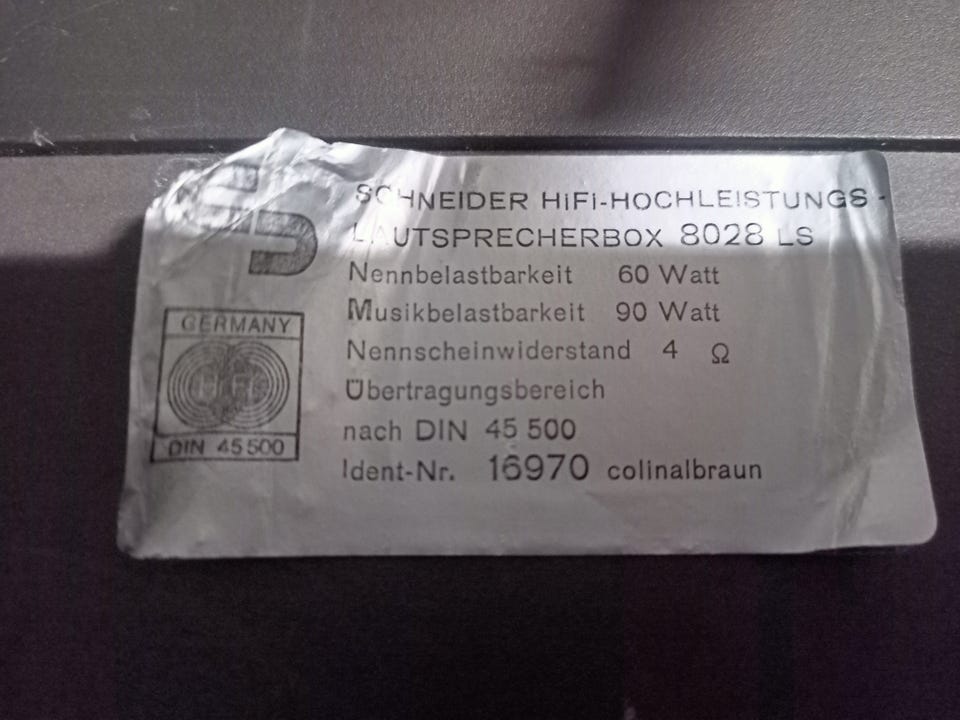 SCHNEIDER HiFi-HOCHLEISTUNGS-
LAUTSPRECHERBOX 8028 LS
Nennbelastbarkeit 60 Watt
Musikbelastbarkeit 90 Watt
Nennscheinwiderstand 4 Ω
Übertragungsbereich
nach DIN 45 500
Ident-Nr. 16970 colinalbraun
GERMANY
HiFi
DIN 45 500